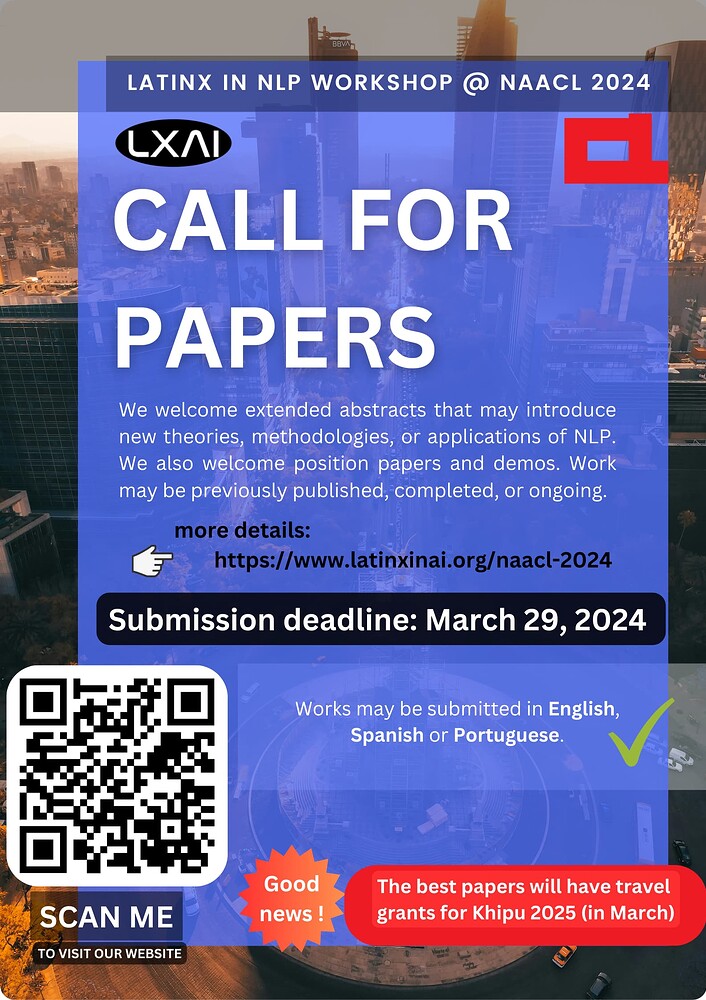 BBVA
LATINX IN NLP WORKSHOP @ NAACL 2024
LXAI
CALL FOR
PAPERS
We welcome extended abstracts that may introduce
new theories, methodologies, or applications of NLP.
We also welcome position papers and demos. Work
may be previously published, completed, or ongoing.
more details:
https://www.latinxinai.org/naacl-2024
Submission deadline: March 29, 2024
Works may be submitted in English,
Spanish or Portuguese.
Good
news !
The best papers will have travel
grants for Khipu 2025 (in March)
SCAN ME
TO VISIT OUR WEBSITE